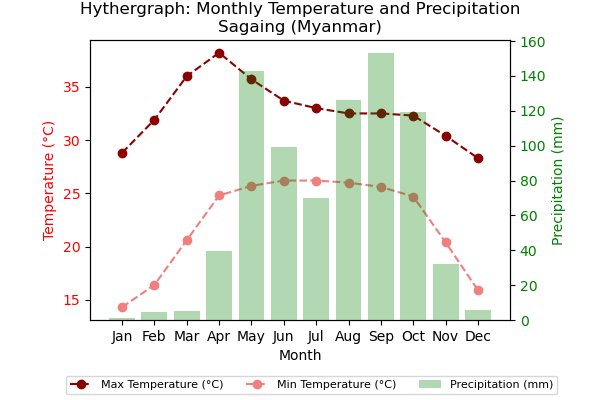 Hythergraph: Monthly Temperature and Precipitation
Sagaing (Myanmar)
Temperature (°C)
35
30
25
20
15
160
140
120
100
80
60
40
20
0
Precipitation (mm)
Jan Feb Mar Apr May Jun Jul Aug Sep Oct Nov Dec
Month
Max Temperature (°C) Min Temperature (°C) Precipitation (mm)